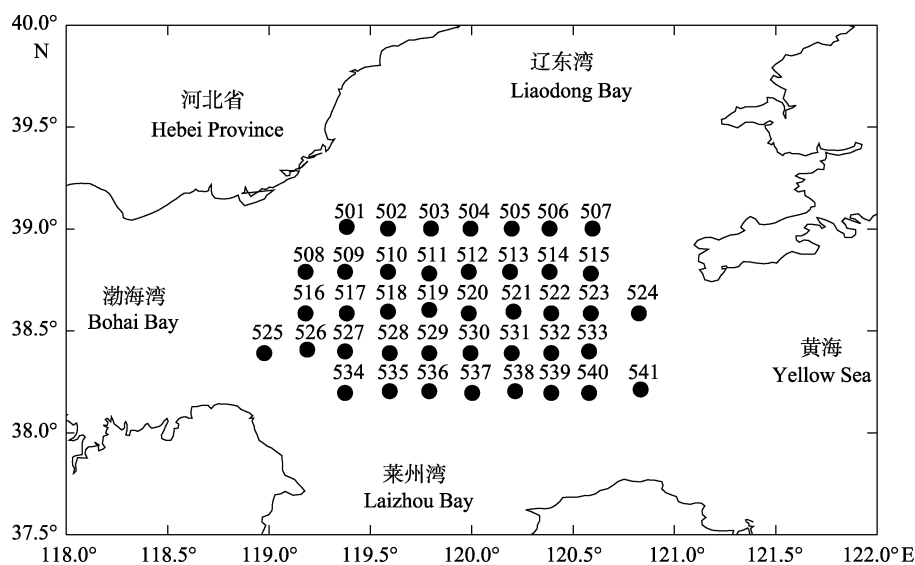 40.0°
N
辽东湾
Liaodong Bay
河北省
Hebei Province
39.5°
501 502 503 504 505 506 507
39.0°
508 509 510 511 512 513 514 515
516 517 518 519 520 521 522 523 524
渤海湾
Bohai Bay
38.5°
525 526 527 528 529 530 531 532 533
黄海
Yellow Sea
534 535 536 537 538 539 540 541
38.0°
莱州湾
Laizhou Bay
37.5°
118.0° 118.5° 119.0° 119.5° 120.0° 120.5° 121.0° 121.5° 122.0° E